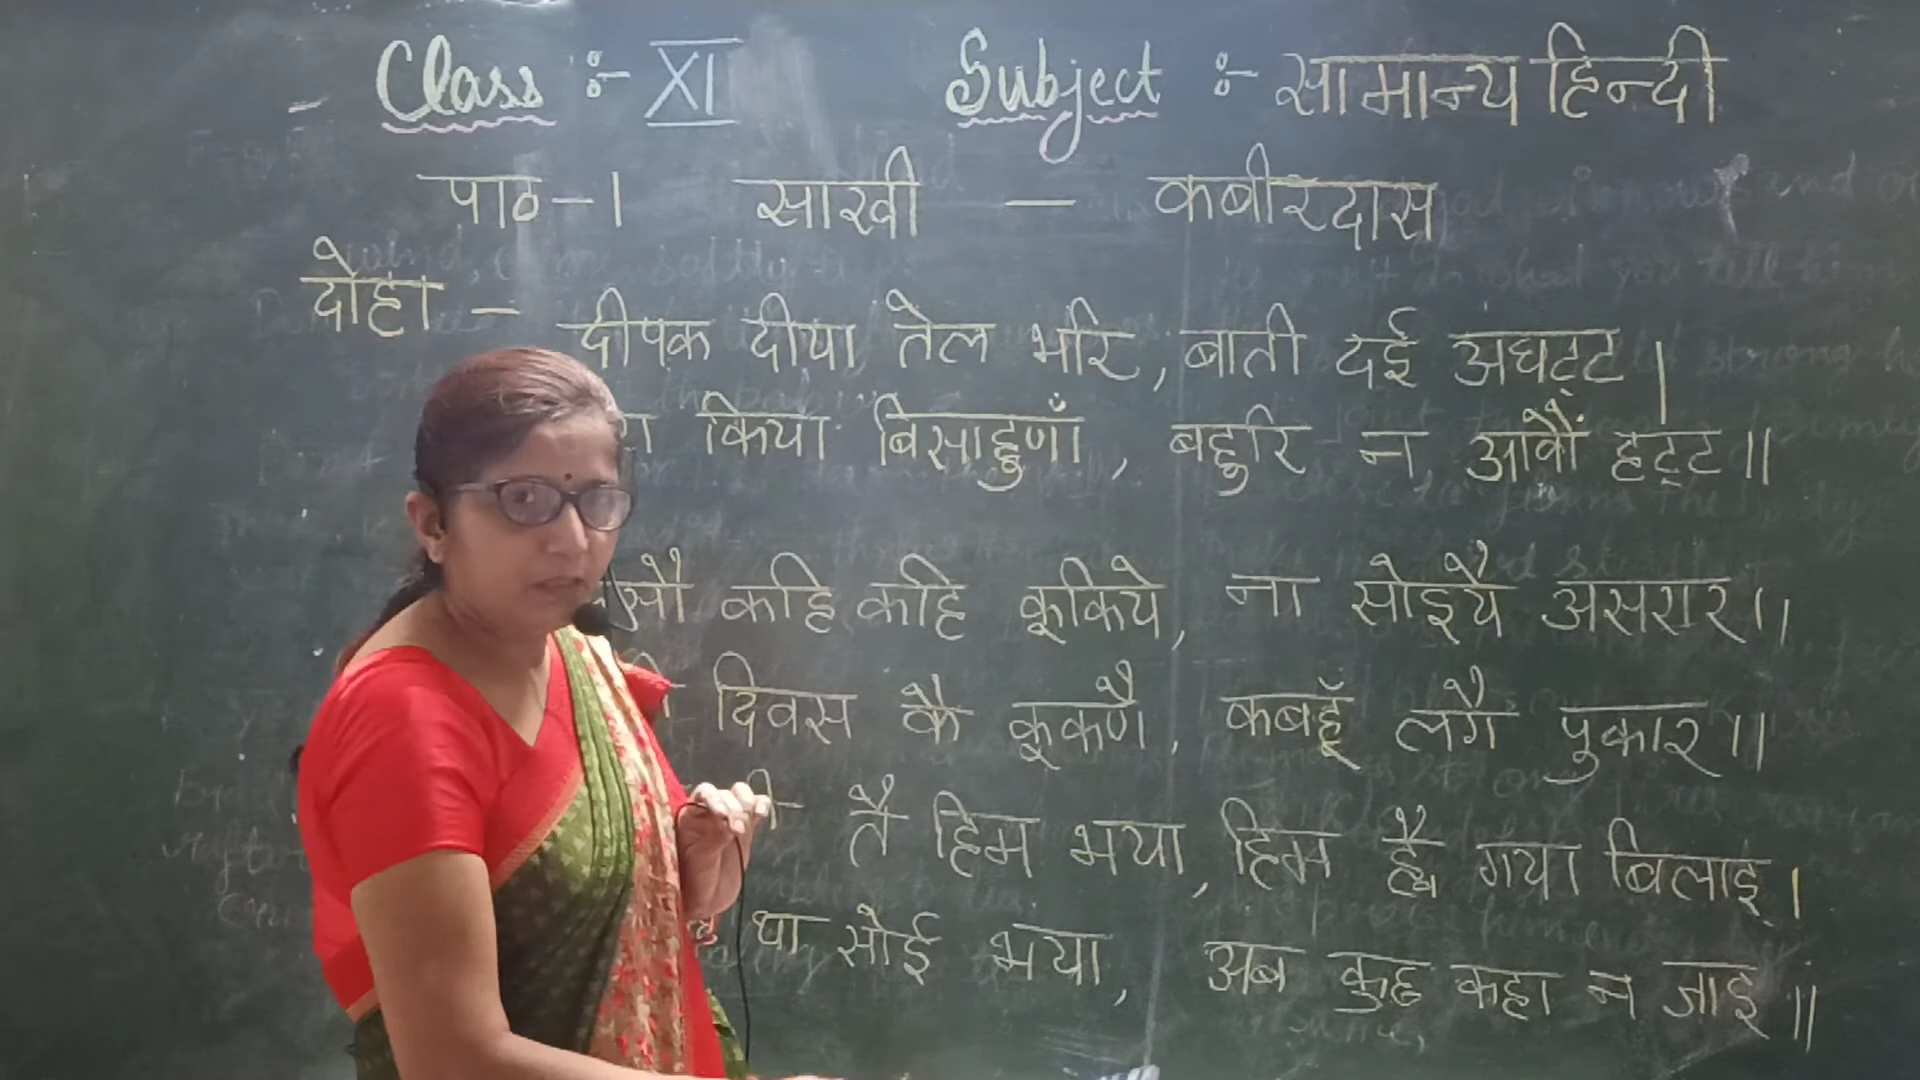 Class :- XI Subject :- सामान्य हिन्दी
पाठ-1 साखी — कबीरदास
दोहा - दीपक दीया तेल भरि, बाती दई अघट्ट।
किया बिसाहुणाँ, बहुरि न आवौं हट्ट॥
कहि कहि कूकिये, ना सोइयै असरार॥
दिवस कै कूकणै, कबहूँ लगै पुकार॥
तै हिम भया, हिम ह्वै गया बिलाइ।
था सोई भया, अब कुछ कहा न जाइ॥